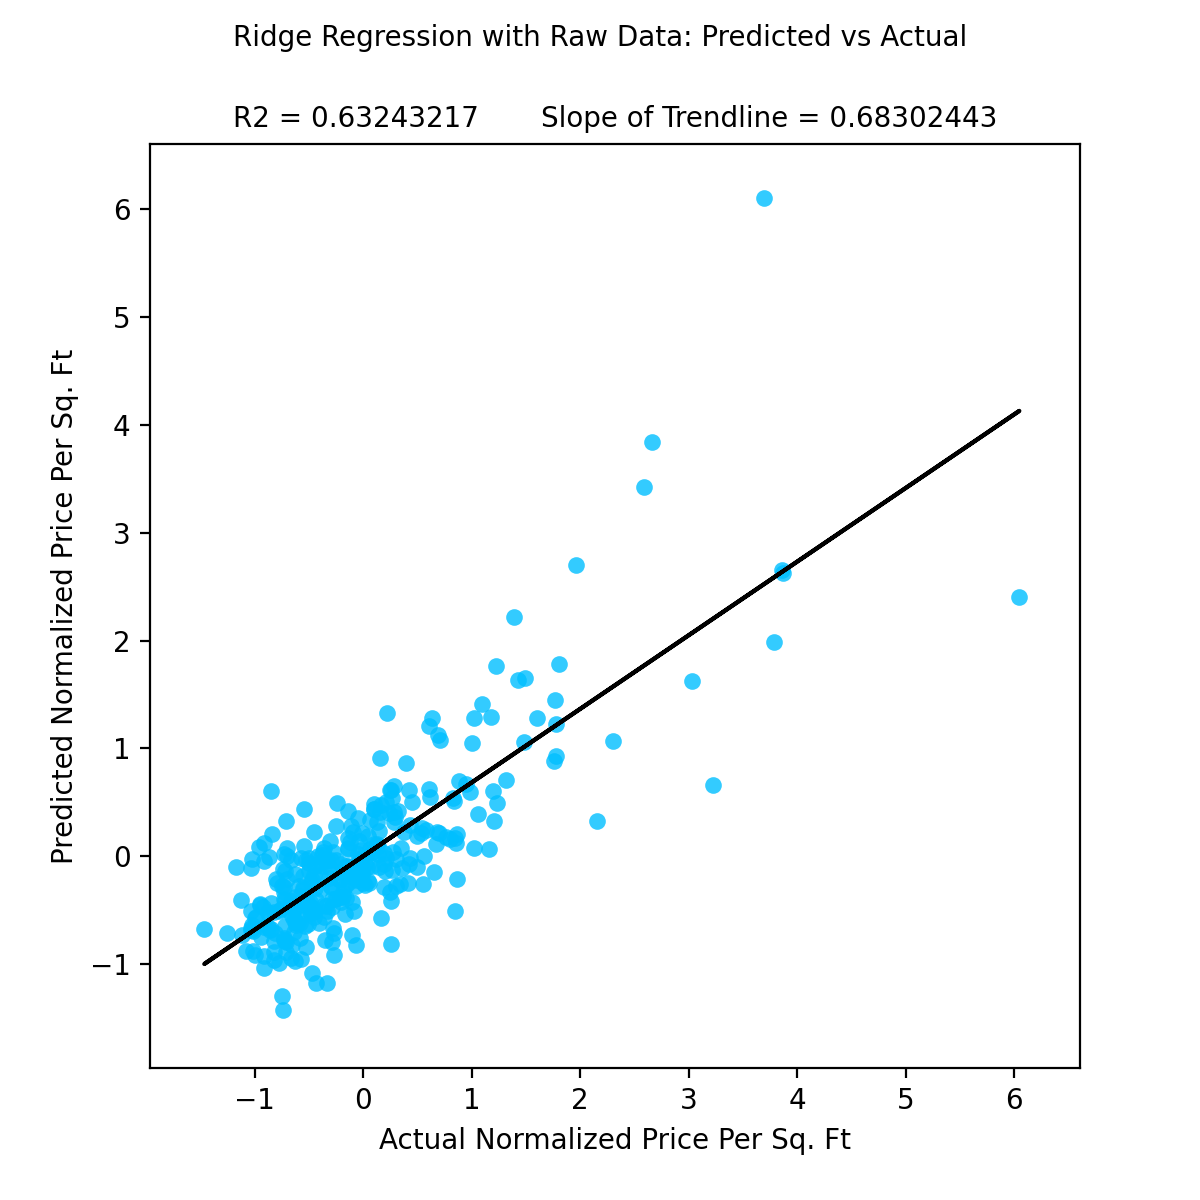 Ridge Regression with Raw Data: Predicted vs Actual
R2 = 0.63243217 Slope of Trendline = 0.68302443
6
5
4
3
2
1
0
−1
Predicted Normalized Price Per Sq. Ft
−1 0 1 2 3 4 5 6
Actual Normalized Price Per Sq. Ft